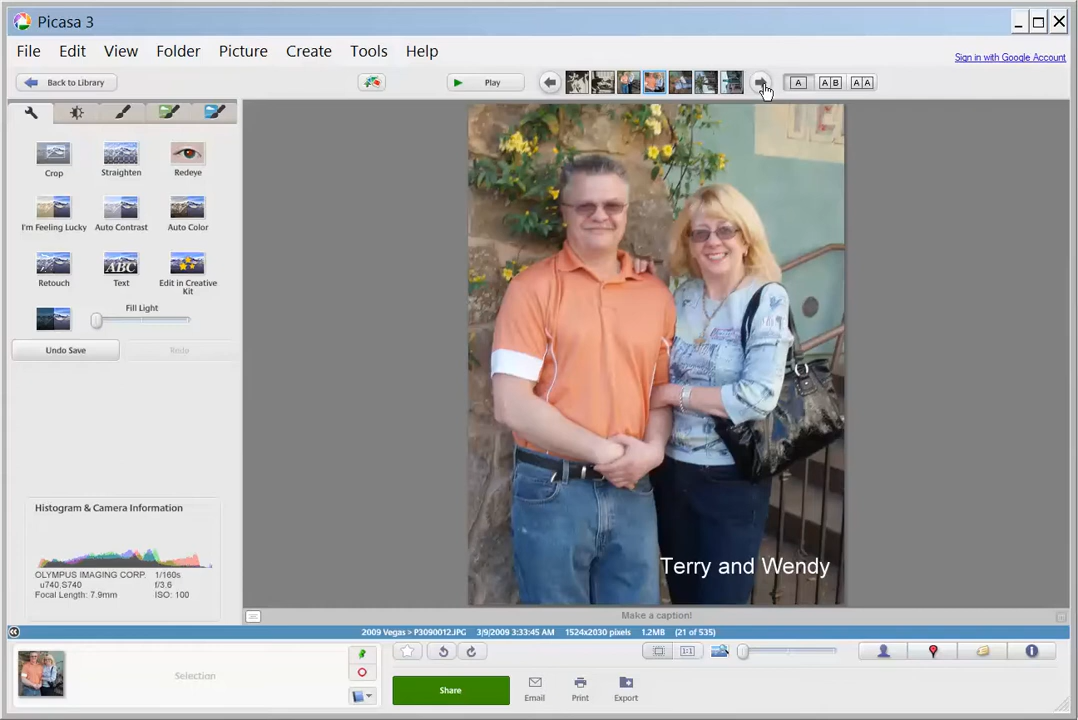 Picasa 3
File Edit View Folder Picture Create Tools Help
Sign in with Google Account
Back to Library
Play
A
A B
A A
TE
Crop
Straighten
Redeye
I'm Feeling Lucky
Auto Contrast
Auto Color
ABC
Retouch
Text
Edit in Creative
Kit
Fill Light
Undo Save
Redo
Terry and Wendy
Histogram & Camera Information
OLYMPUS IMAGING CORP. 1/160s
u740,S740 f/3.6
Focal Length: 7.9mm ISO: 100
Make a caption!
2009 Vegas > P3090012.JPG 3/9/2009 3:33:45 AM 1524x2030 pixels 1.2MB (21 of 535)
1:1
Selection
Share
Email
Print
Export